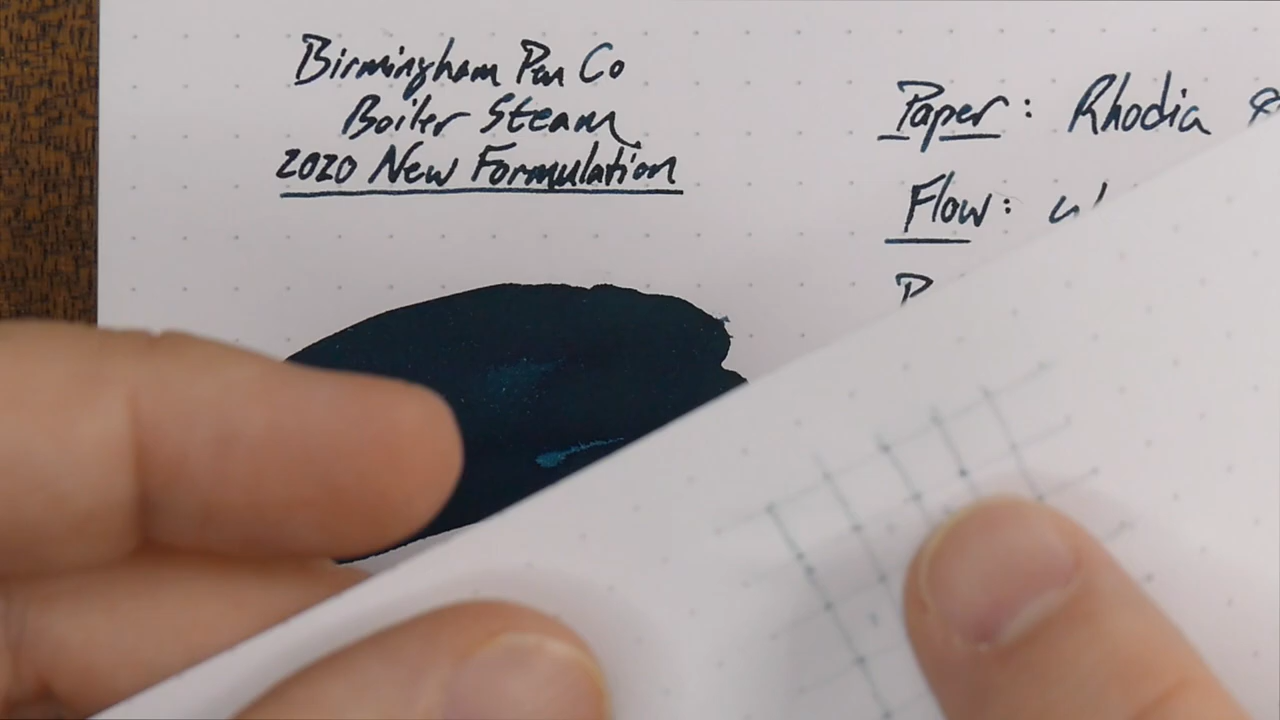 Birmingham Pen Co
Boiler Steam
2020 New Formulation
Paper: Rhodia
Flow: